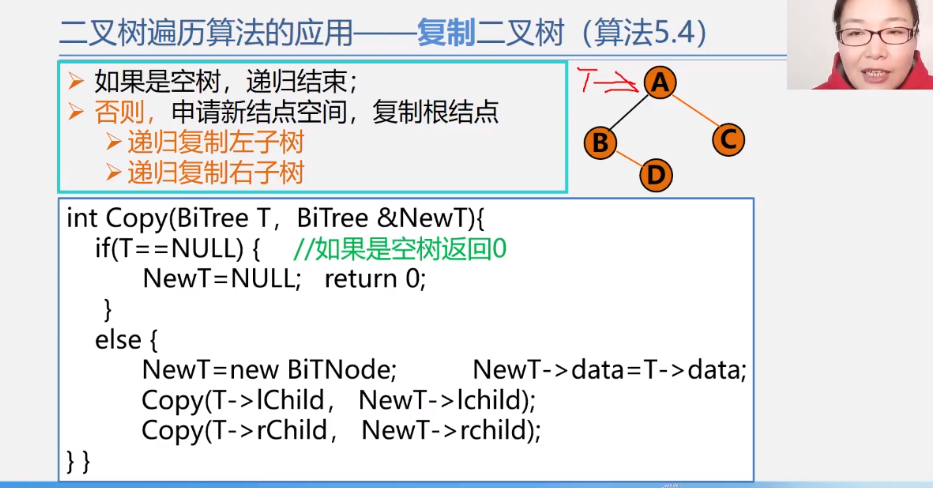 二叉树遍历算法的应用——复制二叉树（算法5.4）
如果是空树，递归结束；
否则，申请新结点空间，复制根结点
递归复制左子树
递归复制右子树
T
A
B
C
D
int Copy(BiTree T，BiTree &NewT){
if(T==NULL) { //如果是空树返回0
NewT=NULL; return 0;
}
else {
NewT=new BiTNode; NewT->data=T->data;
Copy(T->lChild， NewT->lchild);
Copy(T->rChild， NewT->rchild);
} }